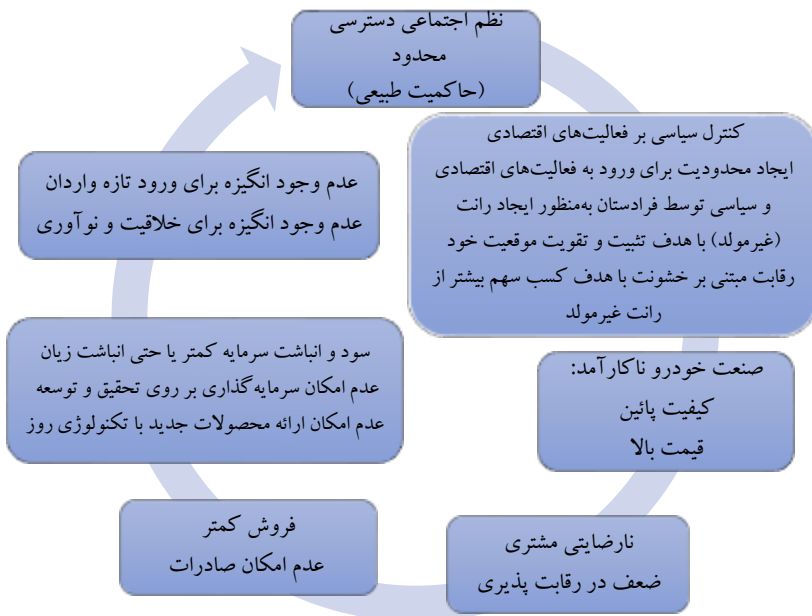 نظم اجتماعی دسترسی
محدود
(حاکمیت طبیعی)
کنترل سیاسی بر فعالیت‌های اقتصادی
ایجاد محدودیت برای ورود به فعالیت‌های اقتصادی
و سیاسی توسط فرادستان به‌منظور ایجاد رانت
(غیرمولد) با هدف تثبیت و تقویت موقعیت خود
رقابت مبتنی بر خشونت با هدف کسب سهم بیشتر از
رانت غیرمولد
صنعت خودرو ناکارآمد:
کیفیت پائین
قیمت بالا
نارضایتی مشتری
ضعف در رقابت پذیری
فروش کمتر
عدم امکان صادرات
سود و انباشت سرمایه کمتر یا حتی انباشت زیان
عدم امکان سرمایه‌گذاری بر روی تحقیق و توسعه
عدم امکان ارائه محصولات جدید با تکنولوژی روز
عدم وجود انگیزه برای ورود تازه واردان
عدم وجود انگیزه برای خلاقیت و نوآوری